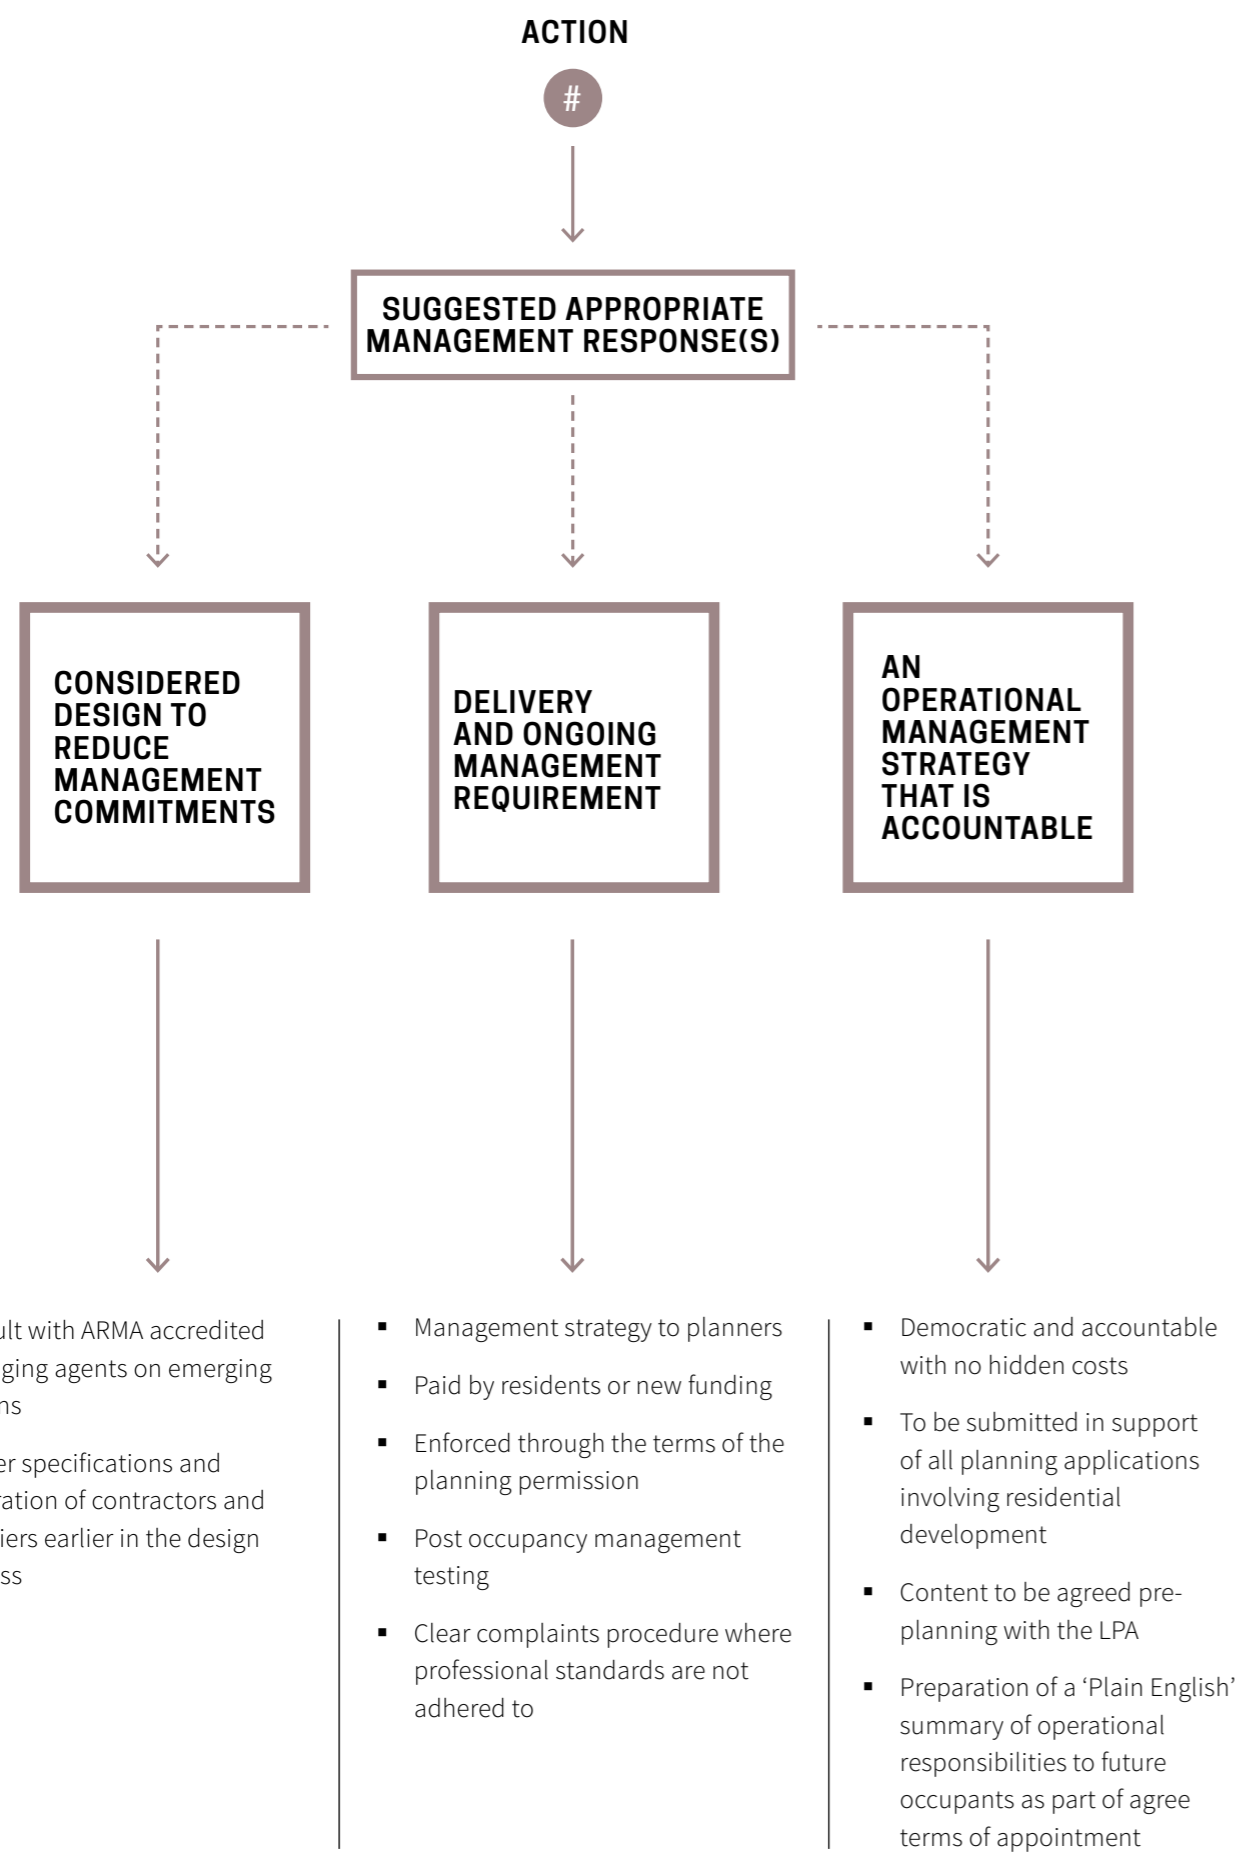 ACTION
#
SUGGESTED APPROPRIATE
MANAGEMENT RESPONSE(S)
CONSIDERED
DESIGN TO
REDUCE
MANAGEMENT
COMMITMENTS
DELIVERY
AND ONGOING
MANAGEMENT
REQUIREMENT
AN
OPERATIONAL
MANAGEMENT
STRATEGY
THAT IS
ACCOUNTABLE
with ARMA accredited
agents on emerging
specifications and
of contractors and
earlier in the design
▪ Management strategy to planners
▪ Paid by residents or new funding
▪ Enforced through the terms of the
planning permission
▪ Post occupancy management
testing
▪ Clear complaints procedure where
professional standards are not
adhered to
▪ Democratic and accountable
with no hidden costs
▪ To be submitted in support
of all planning applications
involving residential
development
▪ Content to be agreed pre-
planning with the LPA
▪ Preparation of a ‘Plain English’
summary of operational
responsibilities to future
occupants as part of agree
terms of appointment